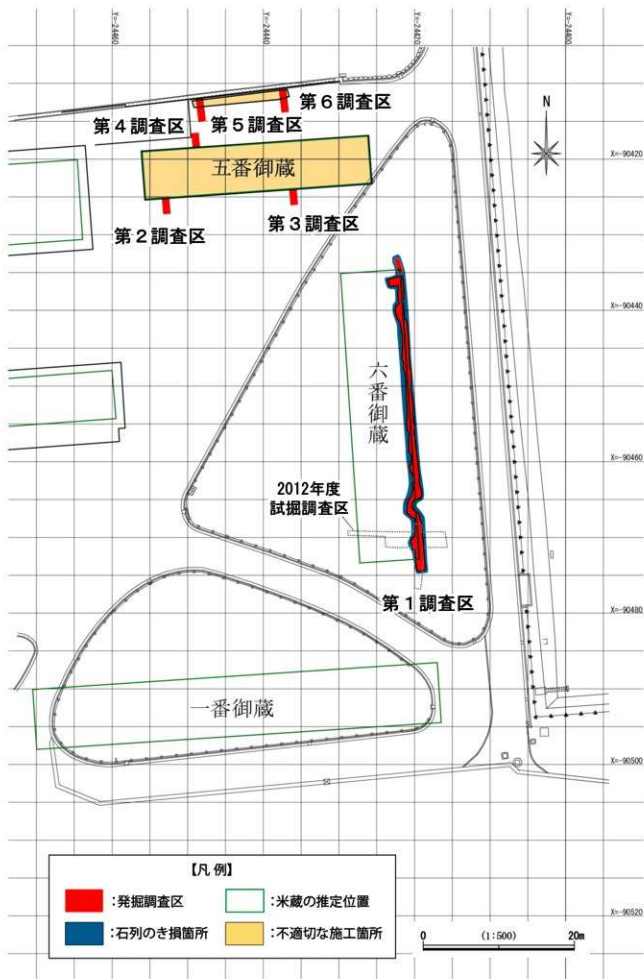 Y=-24460
Y=-24440
Y=-24420
Y=-24400
第6調査区
第4調査区
第5調査区
N
五番御蔵
X=-90420
第2調査区
第3調査区
X=-90440
六番御蔵
X=-90460
2012年度
試掘調査区
第1調査区
X=-90480
一番御蔵
X=-90500
【凡例】
:発掘調査区
:米蔵の推定位置
:石列のき損箇所
:不適切な施工箇所
X=-90520
0 (1:500) 20m